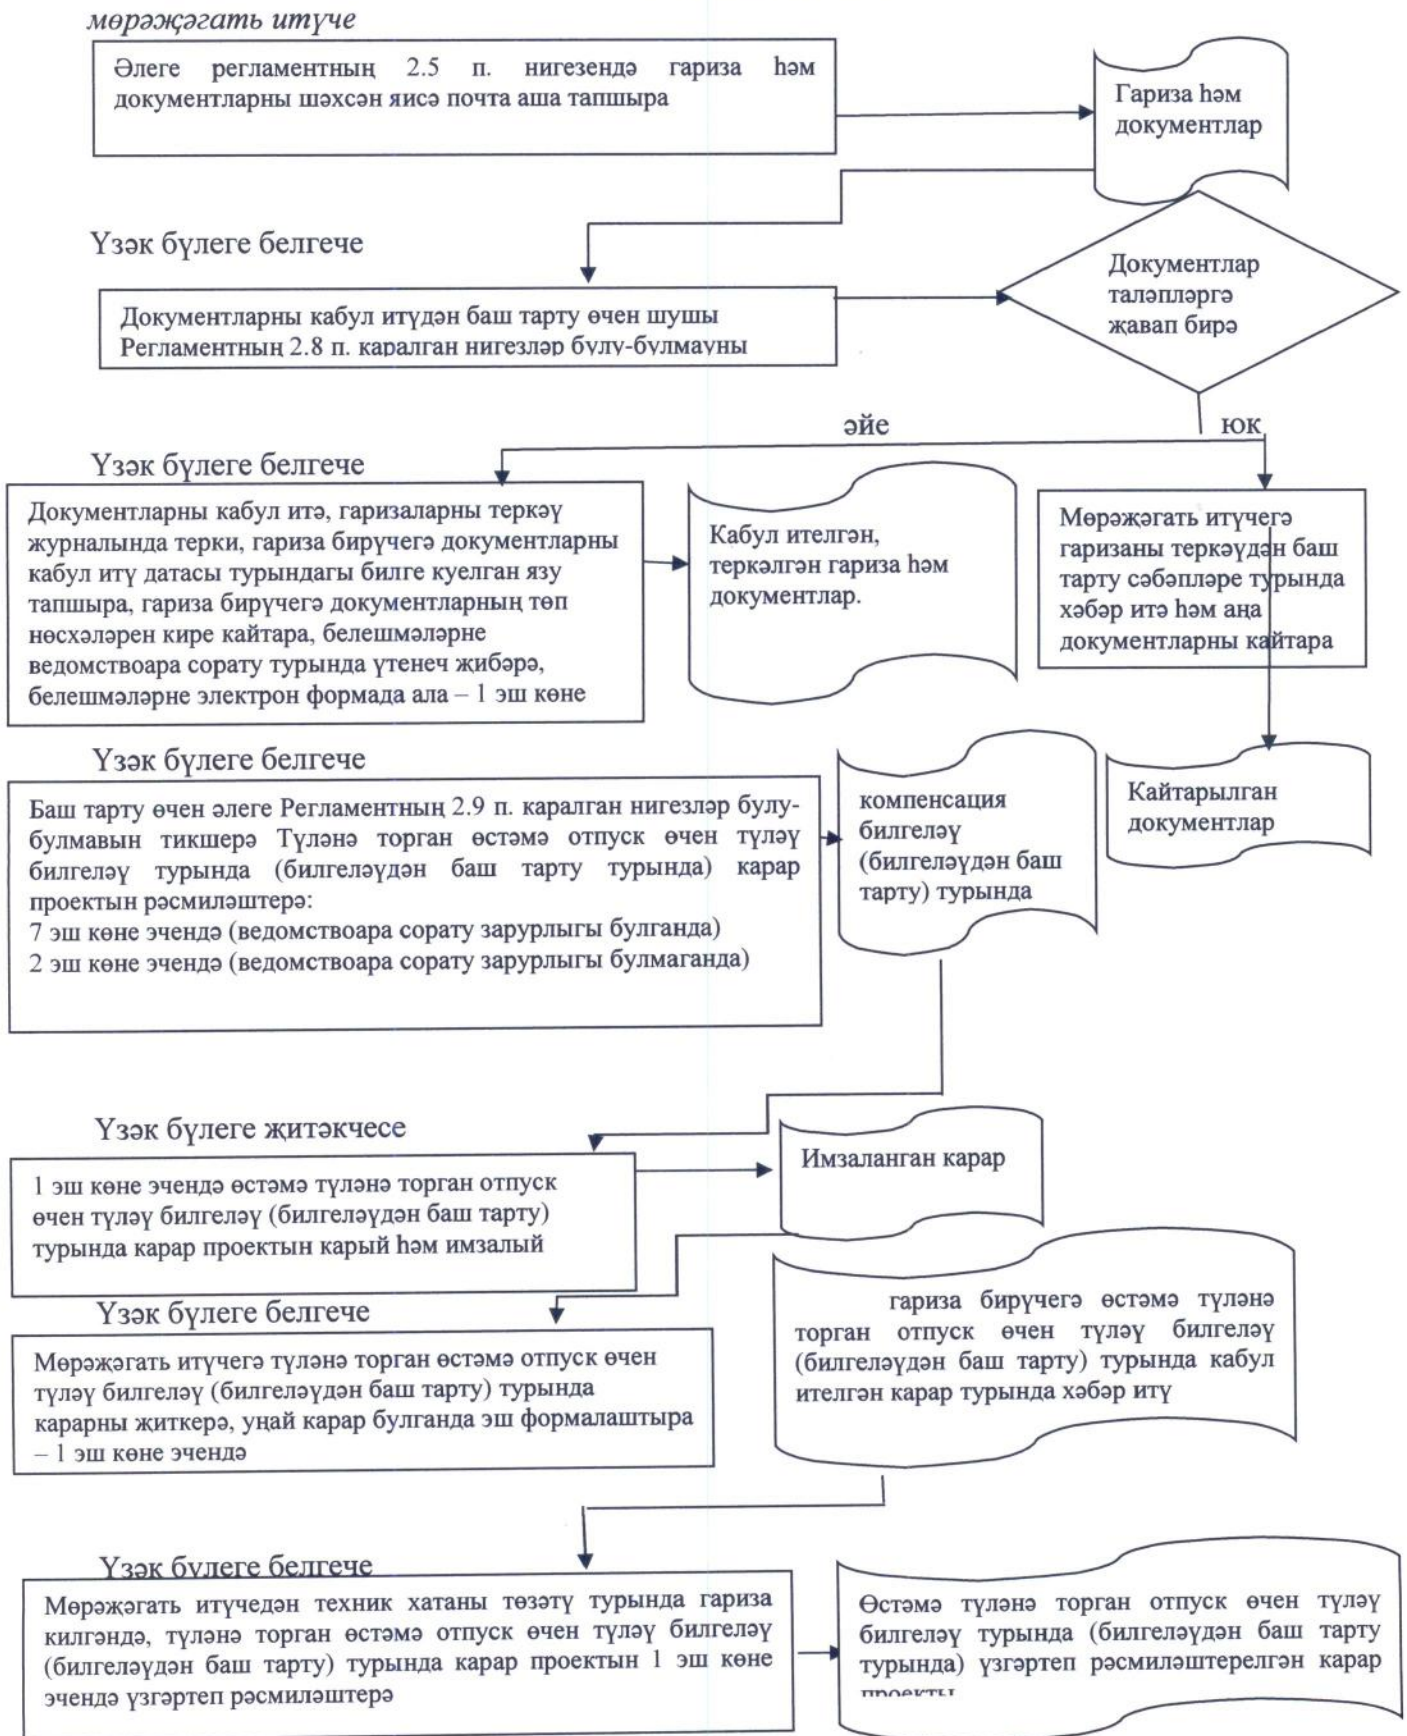 мөрәҗәгать итүче
Әлеге регламентның 2.5 п. нигезендә гариза һәм
документларны шәхсән яисә почта аша тапшыра
Гариза һәм
документлар
Үзәк бүлеге белгече
Документларны кабул итүдән баш тарту өчен шушы
Регламентның 2.8 п. каралган нигезләр булу-булмауны
Документлар
таләпләргә
җавап бирә
әйе
юк
Үзәк бүлеге белгече
Документларны кабул итә, гаризаларны теркәү
журналында терки, гариза бирүчегә документларны
кабул итү датасы турындагы билге куелган язу
тапшыра, гариза бирүчегә документларның төп
нөсхәләрен кире кайтара, белешмәләрне
ведомствоара сорату турында үтенеч җибәрә,
белешмәләрне электрон формада ала – 1 эш көне
Кабул ителгән,
теркәлгән гариза һәм
документлар.
Мөрәҗәгать итүчегә
гаризаны теркәүдән баш
тарту сәбәпләре турында
хәбәр итә һәм аңа
документларны кайтара
Үзәк бүлеге белгече
Баш тарту өчен әлеге Регламентның 2.9 п. каралган нигезләр булу-
булмавын тикшерә Түләнә торган өстәмә отпуск өчен түләү
билгеләү турында (билгеләүдән баш тарту турында) карар
проектын рәсмиләштерә:
7 эш көне эчендә (ведомствоара сорату зарурлыгы булганда)
2 эш көне эчендә (ведомствоара сорату зарурлыгы булмаганда)
компенсация
билгеләү
(билгеләүдән баш
тарту) турында
Кайтарылган
документлар
Үзәк бүлеге җитәкчесе
1 эш көне эчендә өстәмә түләнә торган отпуск
өчен түләү билгеләү (билгеләүдән баш тарту)
турында карар проектын карый һәм имзалый
Имзаланган карар
Үзәк бүлеге белгече
Мөрәҗәгать итүчегә түләнә торган өстәмә отпуск өчен
түләү билгеләү (билгеләүдән баш тарту) турында
карарны җиткерә, уңай карар булганда эш формалаштыра
– 1 эш көне эчендә
гариза бирүчегә өстәмә түләнә
торган отпуск өчен түләү билгеләү
(билгеләүдән баш тарту) турында кабул
ителгән карар турында хәбәр итү
Үзәк бүлеге белгече
Мөрәҗәгать итүчедән техник хатаны төзәтү турында гариза
килгәндә, түләнә торган өстәмә отпуск өчен түләү билгеләү
(билгеләүдән баш тарту) турында карар проектын 1 эш көне
эчендә үзгәртеп рәсмиләштерә
Өстәмә түләнә торган отпуск өчен түләү
билгеләү турында (билгеләүдән баш тарту
турында) үзгәртеп рәсмиләштерелгән карар
проекты